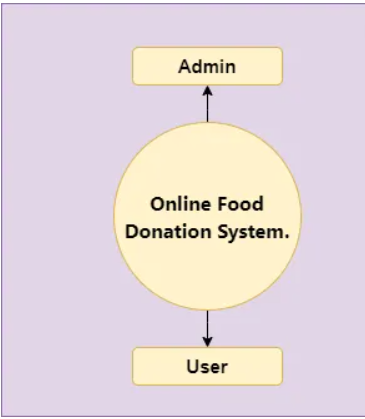 Admin
Online Food
Donation System.
User